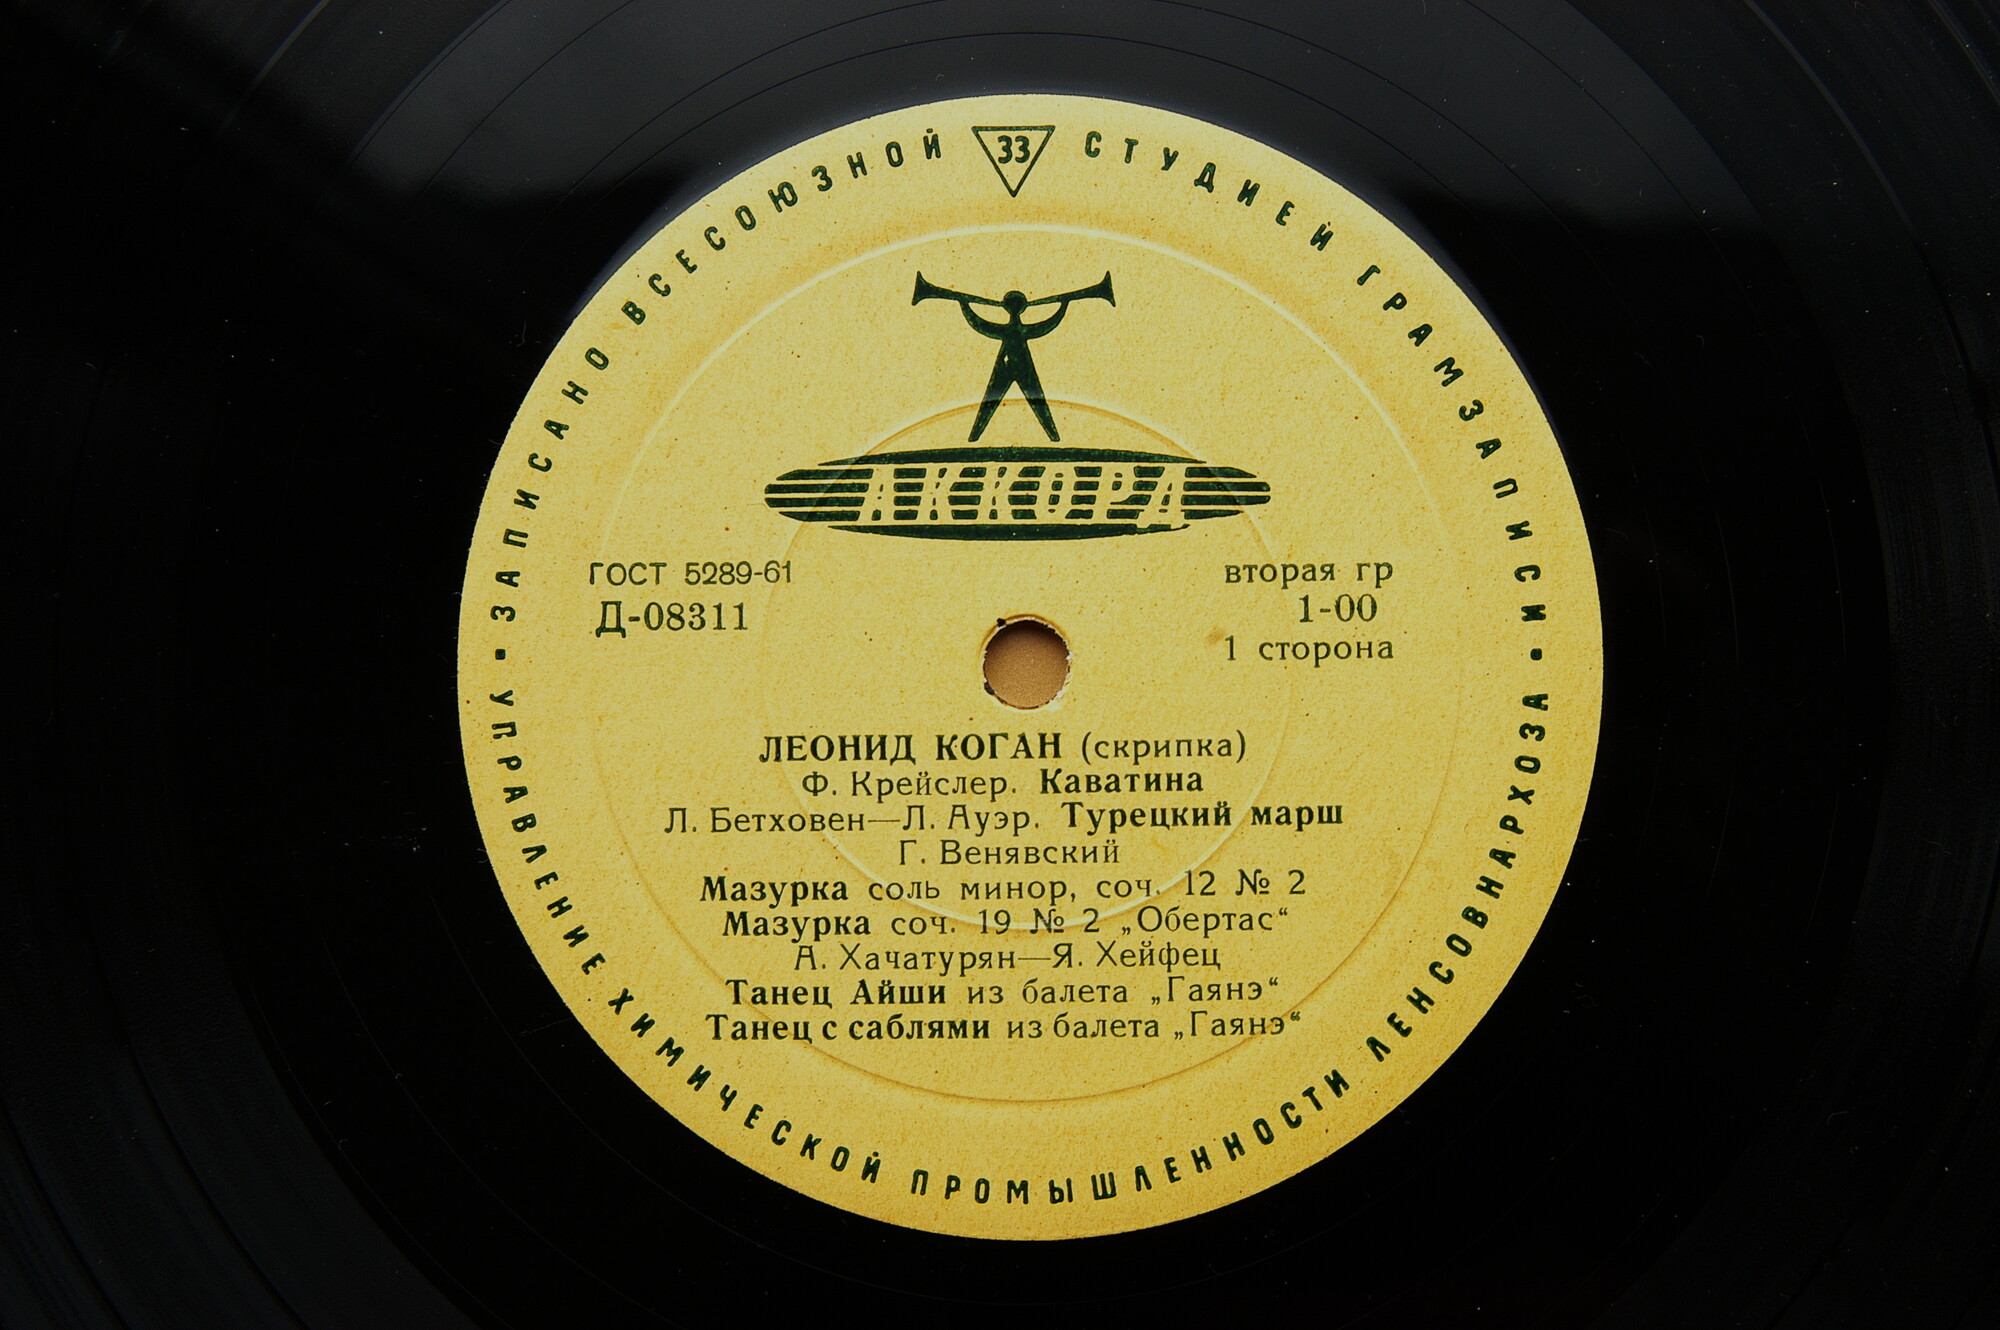 ЗАПИСАНО ВСЕСОЮЗНОЙ 33 СТУДИЕЙ ГРАМЗАПИСИ
АККОРД
ГОСТ 5289-61
Д-08311
вторая гр
1-00
1 сторона
ЛЕОНИД КОГАН (скрипка)
Ф. Крейслер. Каватина
Л. Бетховен—Л. Ауэр. Турецкий марш
Г. Венявский
Мазурка соль минор, соч. 12 № 2
Мазурка соч. 19 № 2 „Обертас“
А. Хачатурян—Я. Хейфец
Танец Айши из балета „Гаянэ“
Танец с саблями из балета „Гаянэ“
УПРАВЛЕНИЕ ХИМИЧЕСКОЙ ПРОМЫШЛЕННОСТИ ЛЕНСОВНАРХОЗА